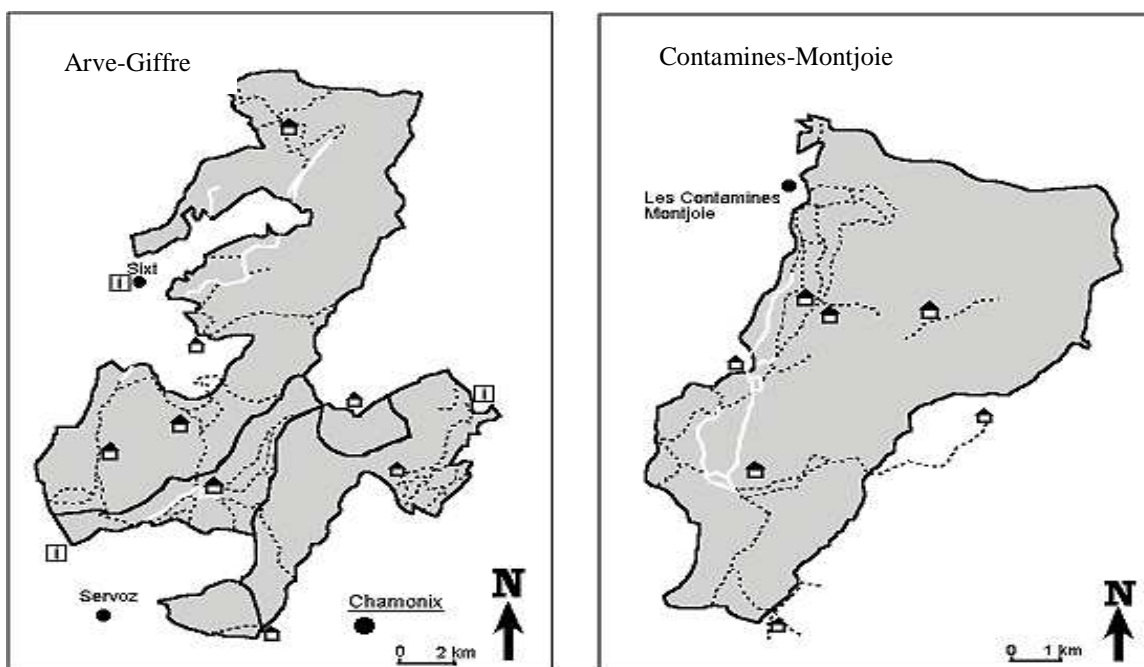 Arve-Giffre
Sixt
i
i
i
Servoz
Chamonix
N
0 2 km
Contamines-Montjoie
Les Contamines
Montjoie
N
0 1 km